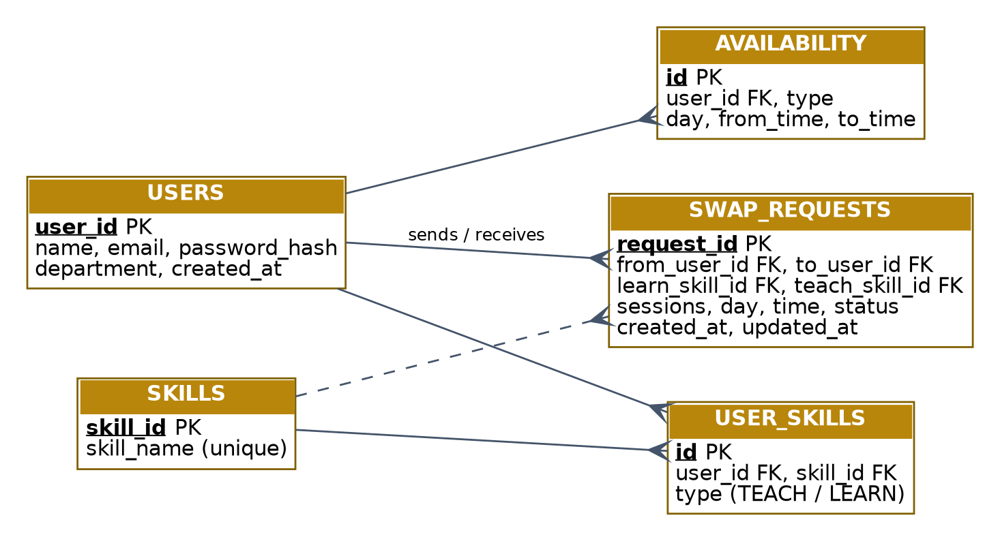 AVAILABILITY
id PK
user_id FK, type
day, from_time, to_time
USERS
user_id PK
name, email, password_hash
department, created_at
sends / receives
SWAP_REQUESTS
request_id PK
from_user_id FK, to_user_id FK
learn_skill_id FK, teach_skill_id FK
sessions, day, time, status
created_at, updated_at
SKILLS
skill_id PK
skill_name (unique)
USER_SKILLS
id PK
user_id FK, skill_id FK
type (TEACH / LEARN)